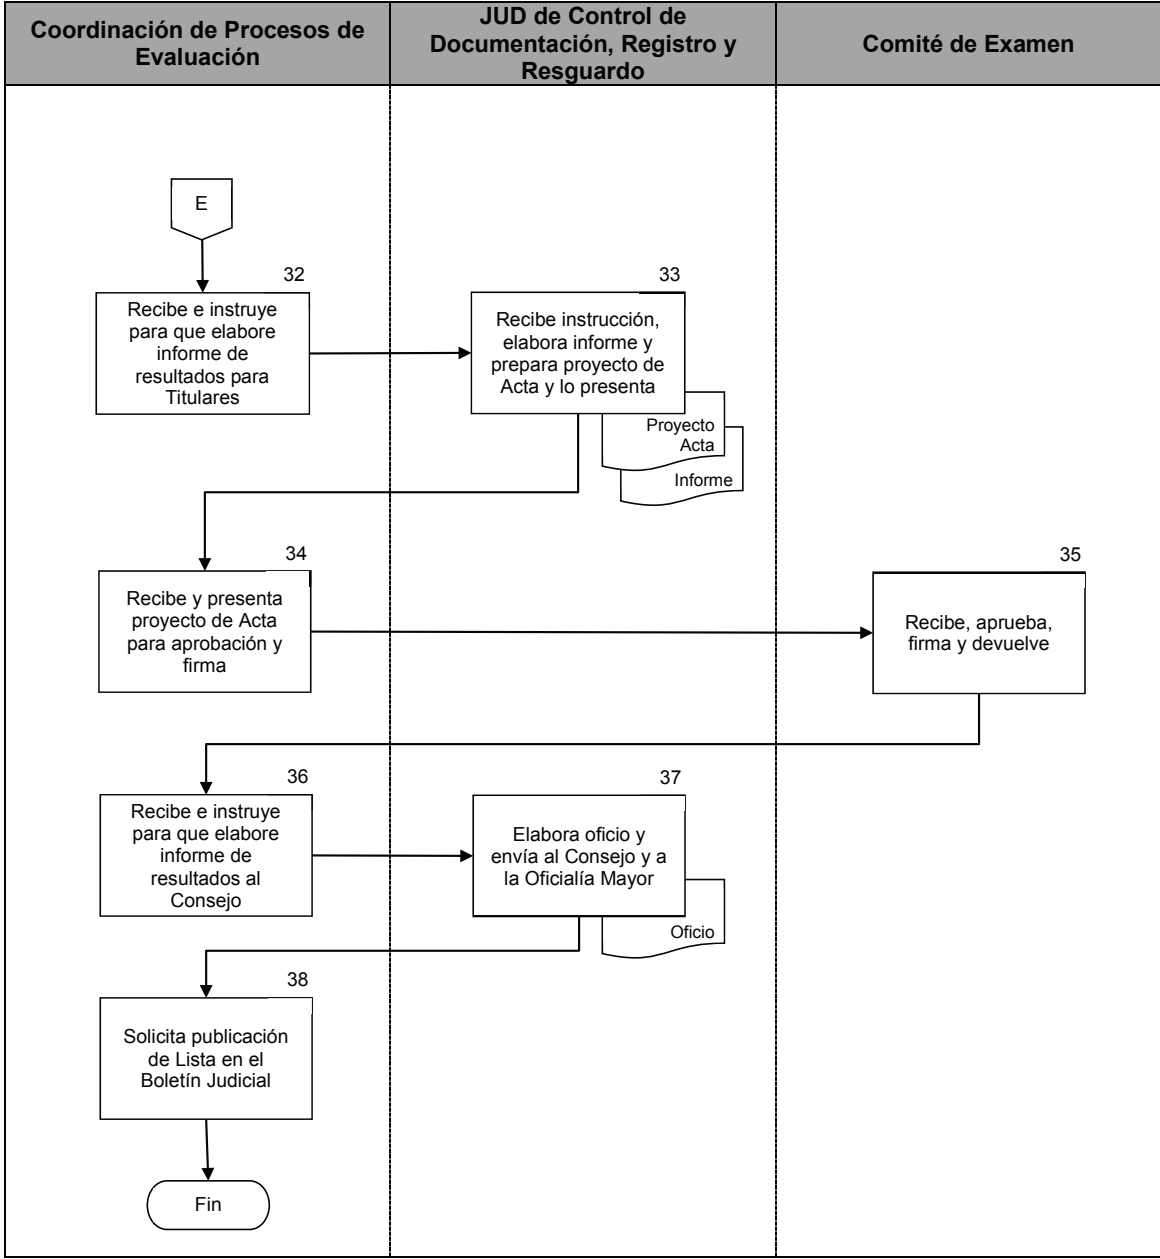 Coordinación de Procesos de
Evaluación
JUD de Control de
Documentación, Registro y
Resguardo
Comité de Examen
E
32
Recibe e instruye
para que elabore
informe de
resultados para
Titulares
33
Recibe instrucción,
elabora informe y
prepara proyecto de
Acta y lo presenta
Proyecto
Acta
Informe
34
Recibe y presenta
proyecto de Acta
para aprobación y
firma
35
Recibe, aprueba,
firma y devuelve
36
Recibe e instruye
para que elabore
informe de
resultados al
Consejo
37
Elabora oficio y
envía al Consejo y a
la Oficialía Mayor
Oficio
38
Solicita publicación
de Lista en el
Boletín Judicial
Fin